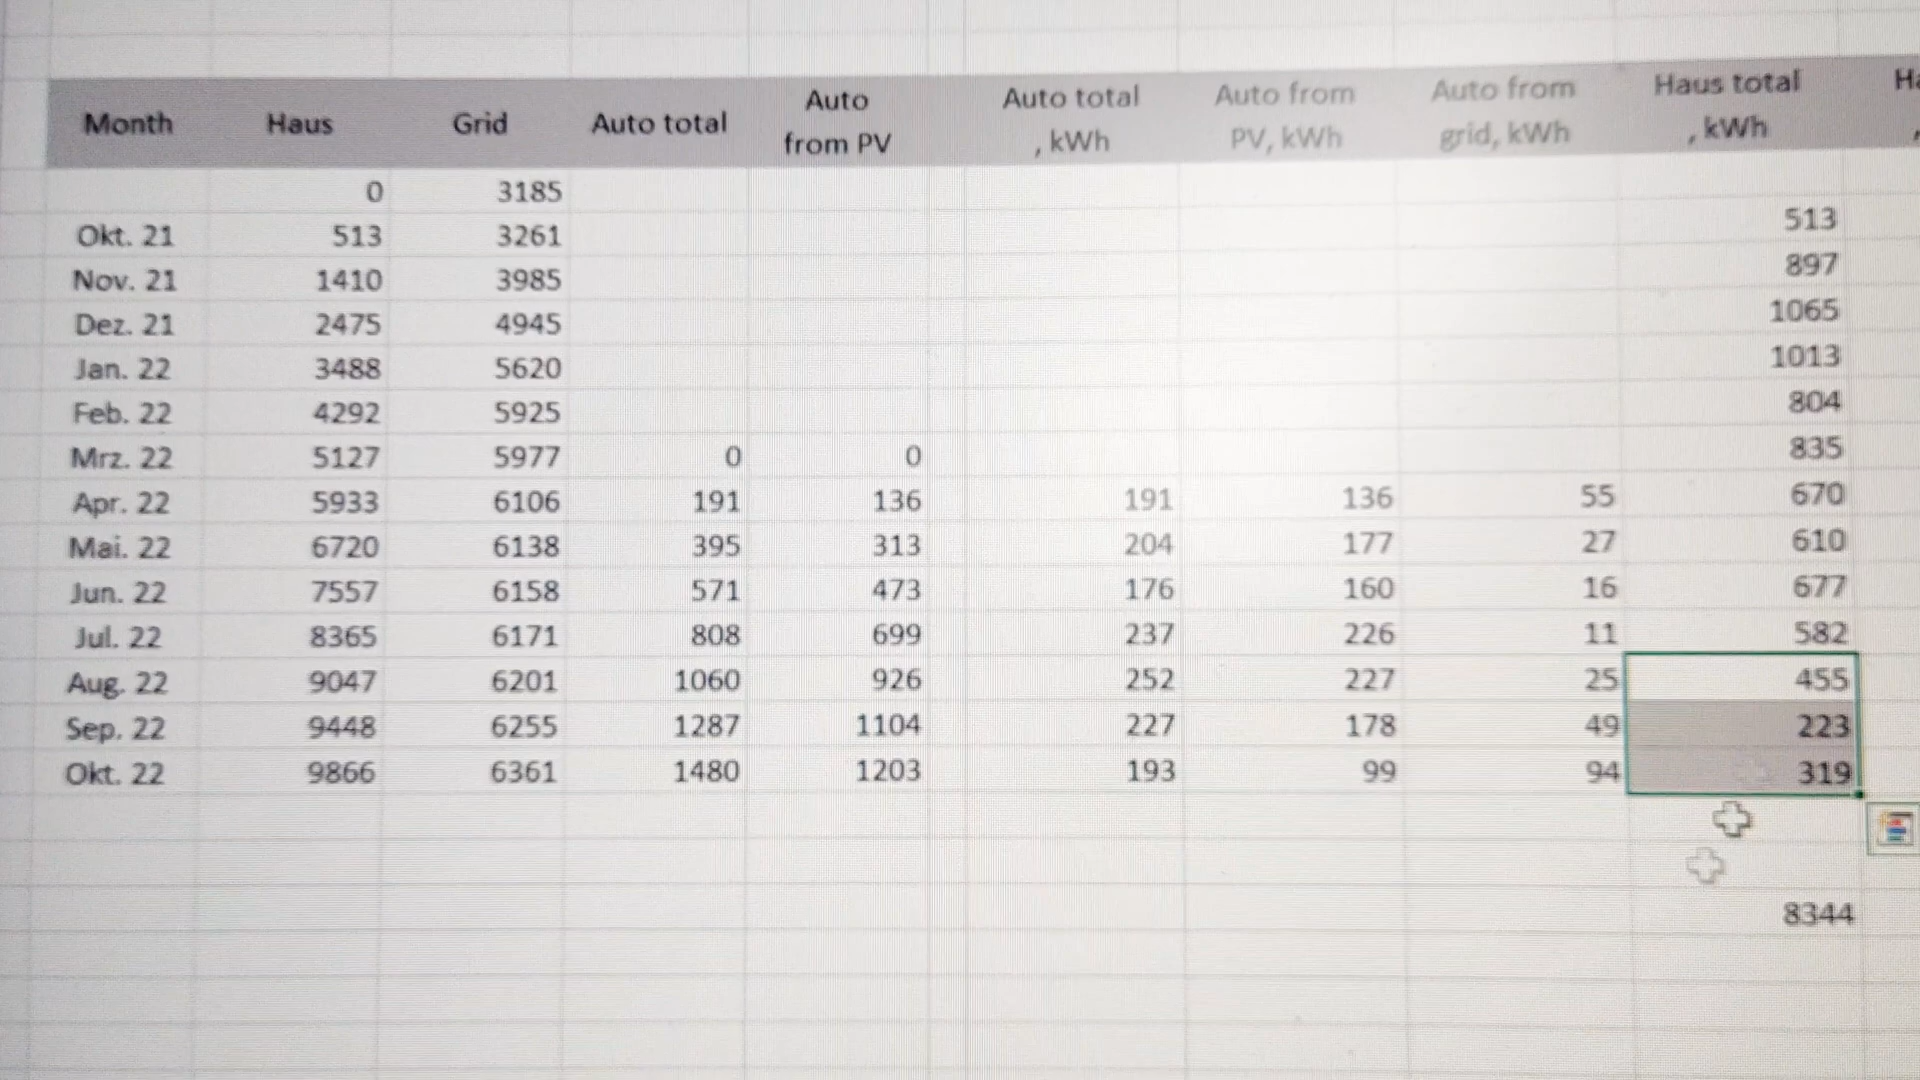 Month Haus Grid Auto total Auto from PV Auto total , kWh Auto from PV, kWh Auto from grid, kWh Haus total , kWh
0 3185
Okt. 21 513 3261 513
Nov. 21 1410 3985 897
Dez. 21 2475 4945 1065
Jan. 22 3488 5620 1013
Feb. 22 4292 5925 804
Mrz. 22 5127 5977 0 0 835
Apr. 22 5933 6106 191 136 191 136 55 670
Mai. 22 6720 6138 395 313 204 177 27 610
Jun. 22 7557 6158 571 473 176 160 16 677
Jul. 22 8365 6171 808 699 237 226 11 582
Aug. 22 9047 6201 1060 926 252 227 25 455
Sep. 22 9448 6255 1287 1104 227 178 49 223
Okt. 22 9866 6361 1480 1203 193 99 94 319
8344